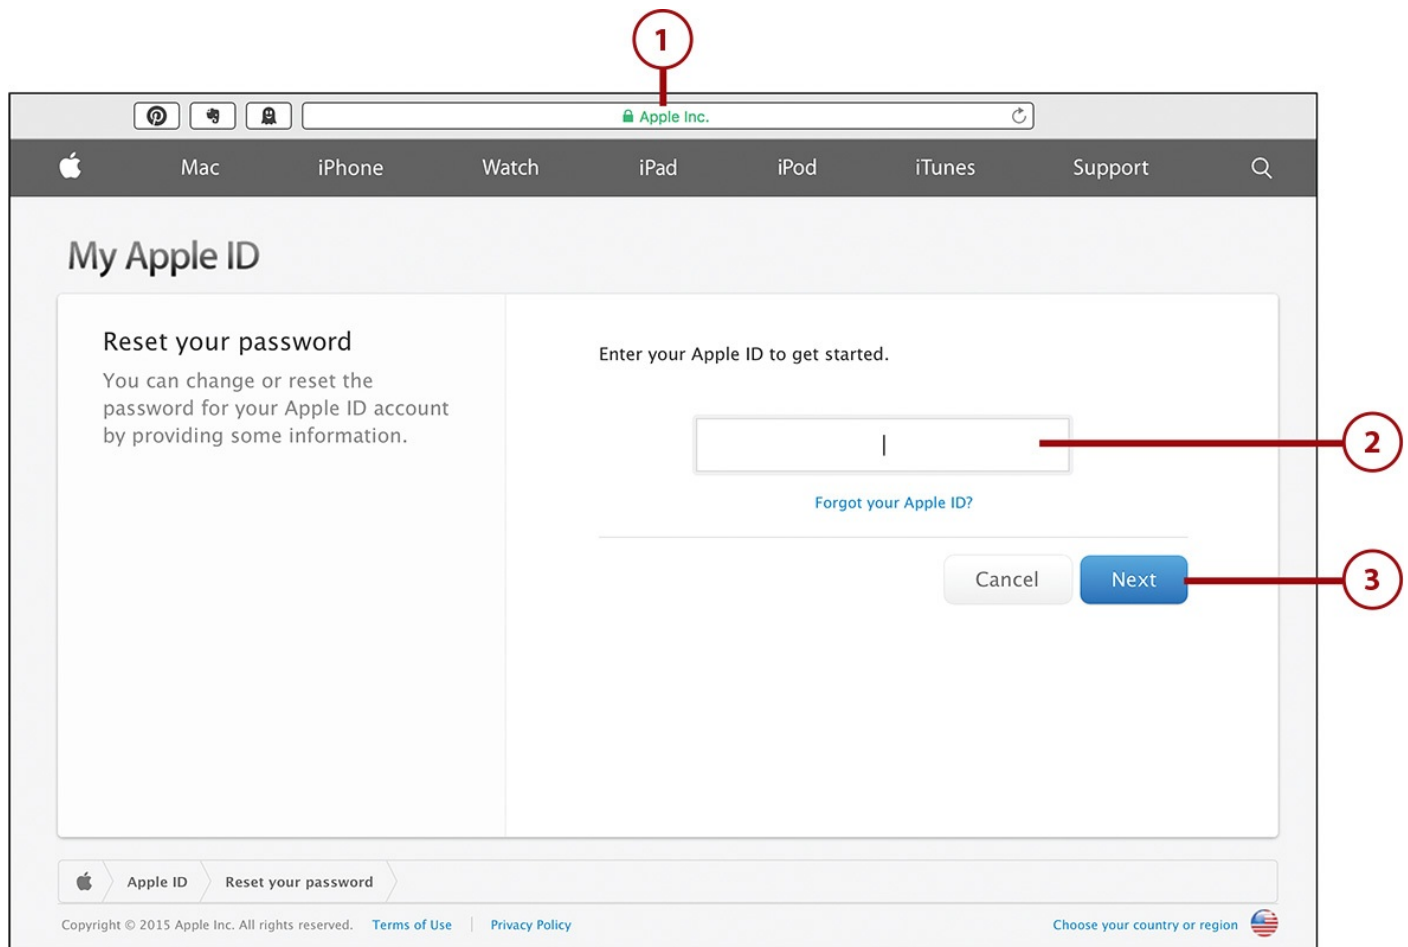 1
Apple Inc.
Mac iPhone Watch iPad iPod iTunes Support
My Apple ID
Reset your password
You can change or reset the
password for your Apple ID account
by providing some information.
Enter your Apple ID to get started.
2
Forgot your Apple ID?
Cancel Next
3
Apple ID Reset your password
Copyright © 2015 Apple Inc. All rights reserved. Terms of Use Privacy Policy Choose your country or region